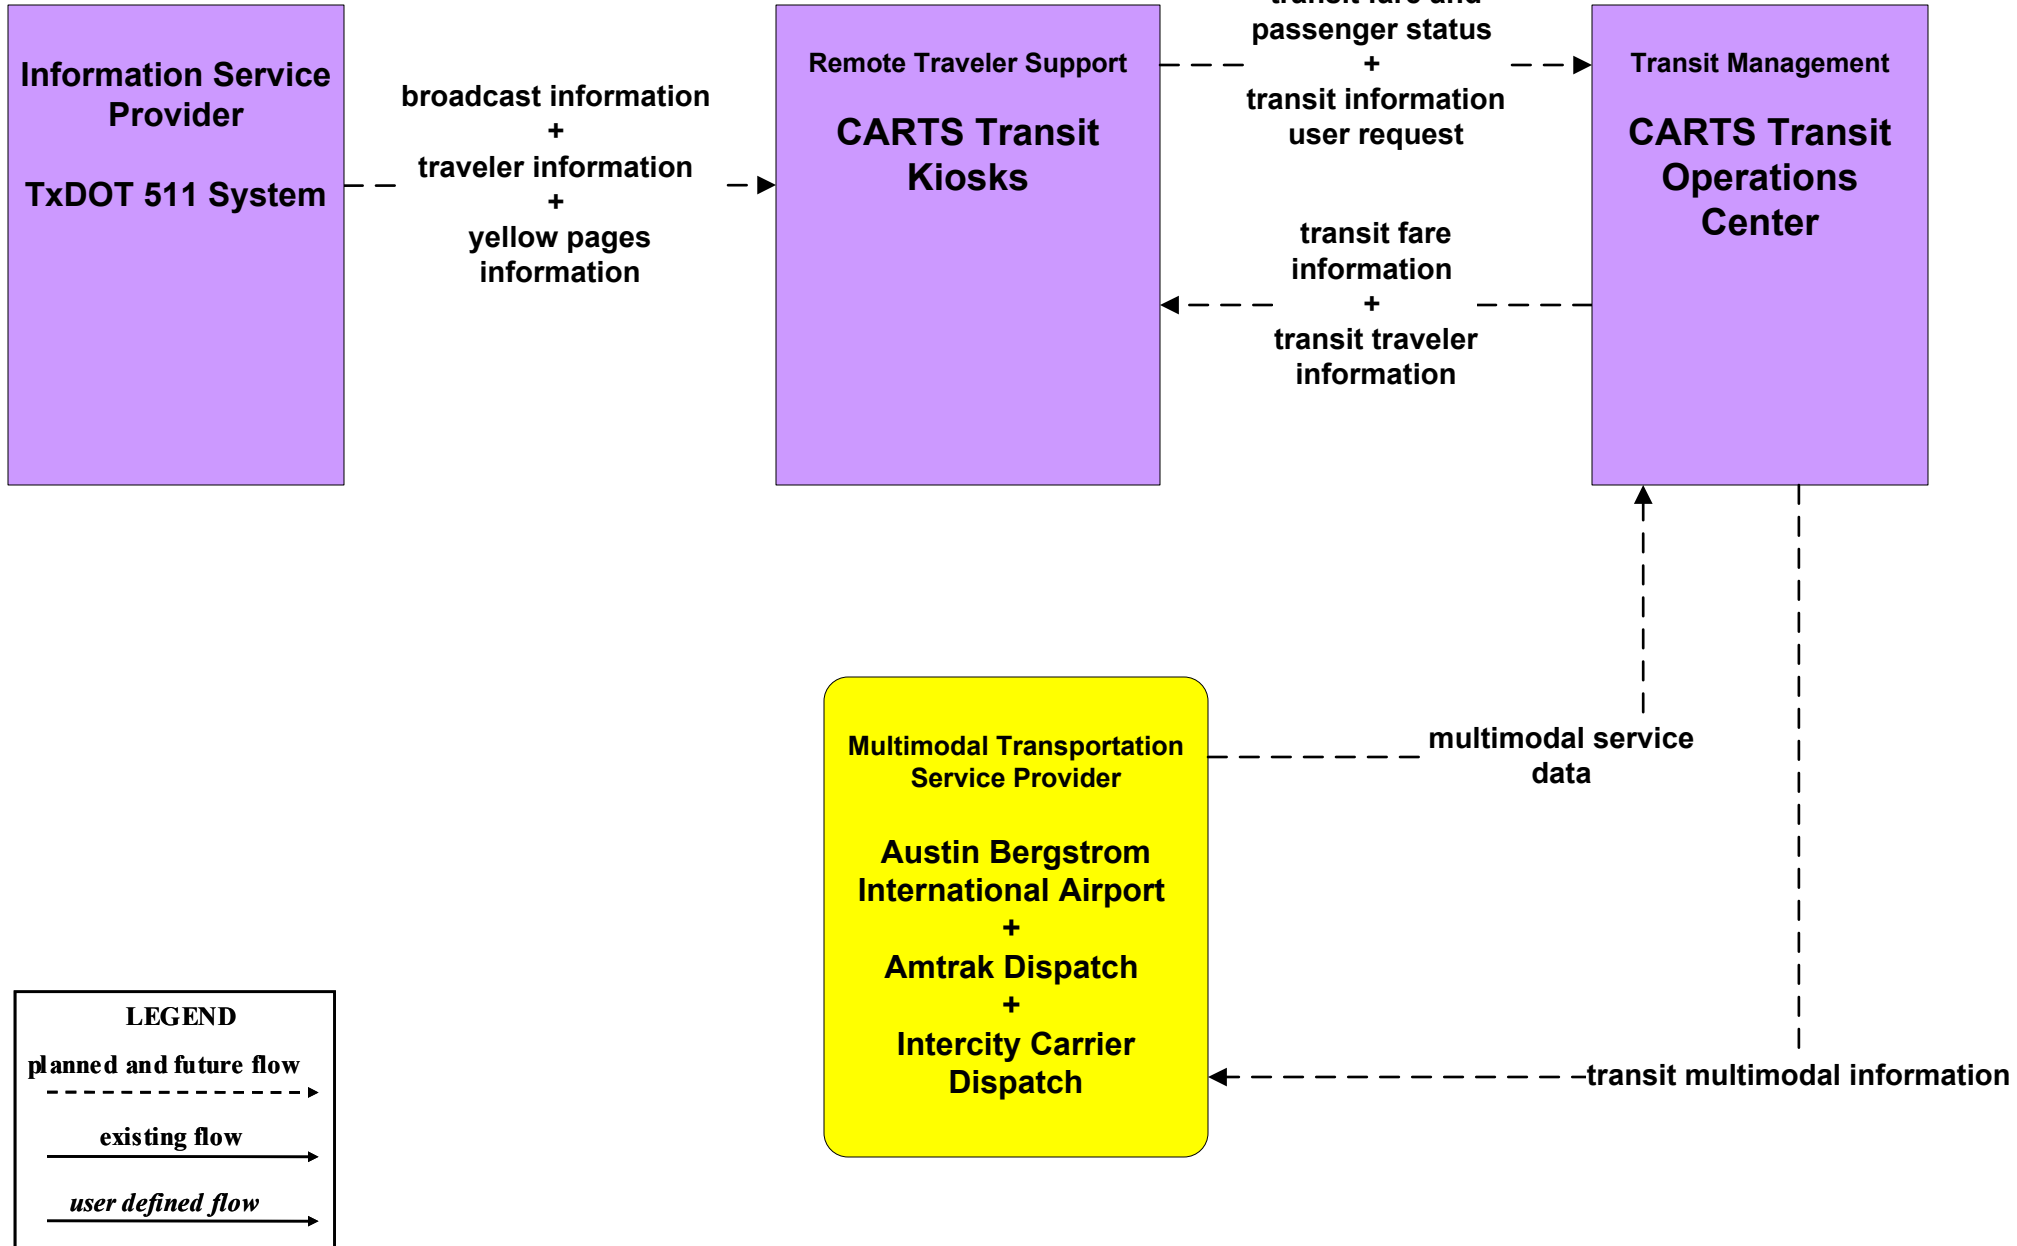 Information Service
Provider
TxDOT 511 System
broadcast information
+
traveler information
+
yellow pages
information
Remote Traveler Support
CARTS Transit
Kiosks
transit fare and
passenger status
+
transit information
user request
transit fare
information
+
transit traveler
information
Transit Management
CARTS Transit
Operations
Center
Multimodal Transportation
Service Provider
Austin Bergstrom
International Airport
+
Amtrak Dispatch
+
Intercity Carrier
Dispatch
multimodal service
data
transit multimodal information
LEGEND
planned and future flow
existing flow
user defined flow